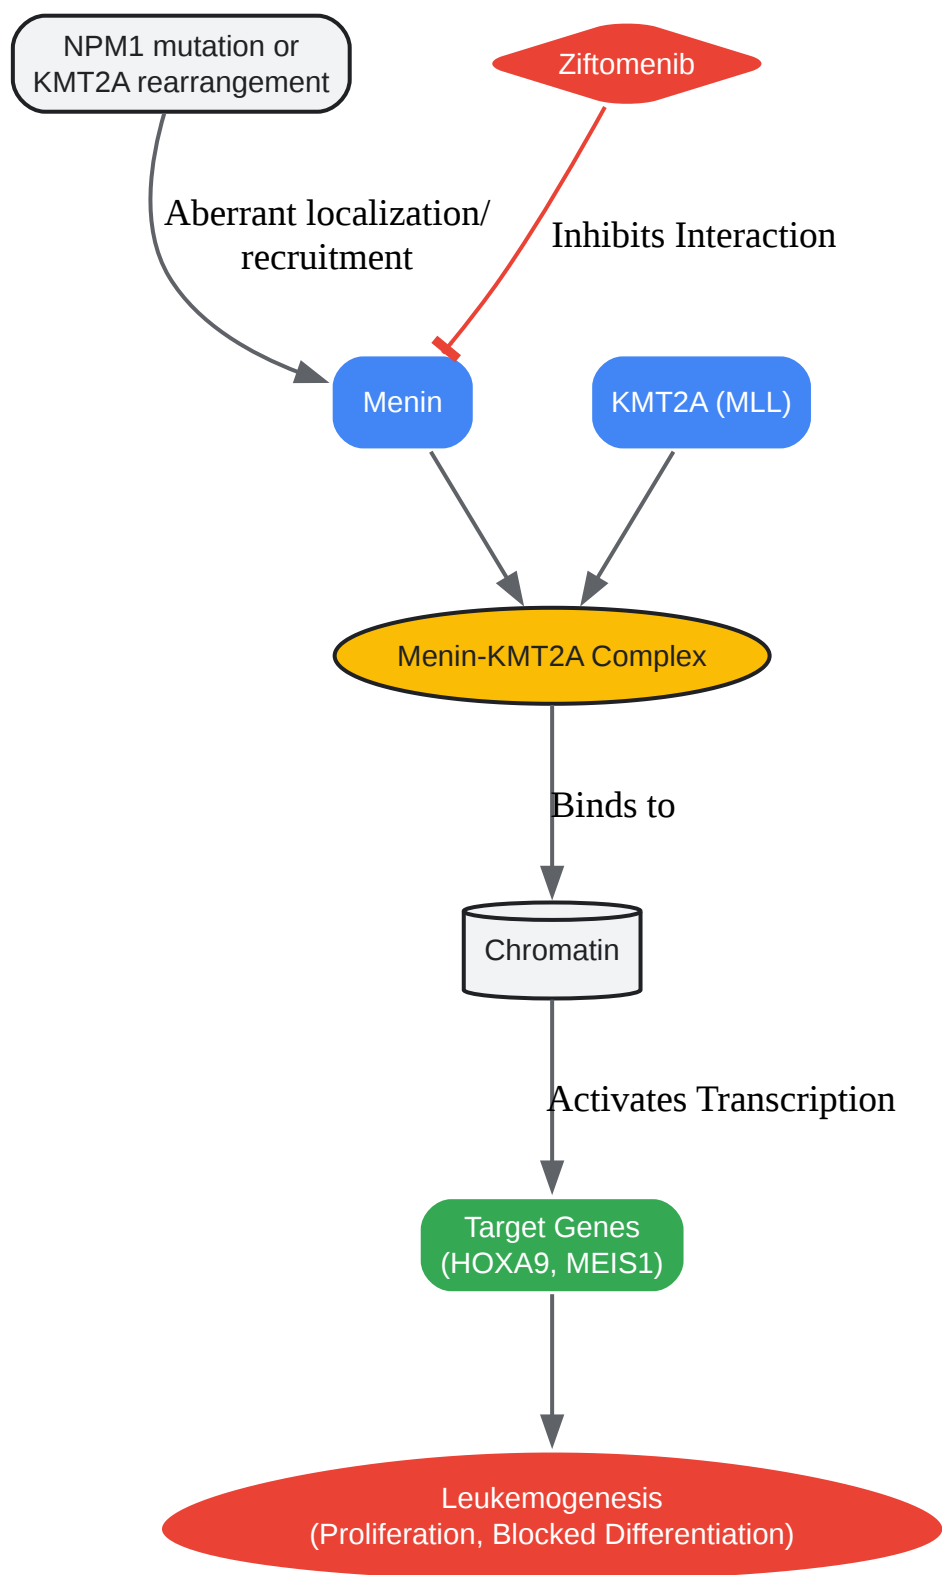 NPM1 mutation or
KMT2A rearrangement
Ziftomenib
Aberrant localization/
recruitment
Inhibits Interaction
Menin
KMT2A (MLL)
Menin-KMT2A Complex
Binds to
Chromatin
Activates Transcription
Target Genes
(HOXA9, MEIS1)
Leukemogenesis
(Proliferation, Blocked Differentiation)